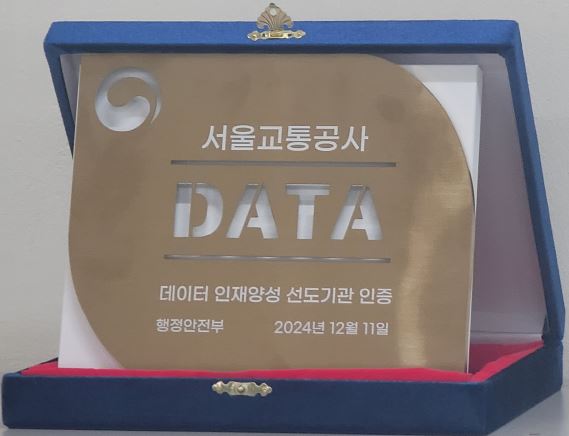 서울교통공사
DATA
데이터 인재양성 선도기관 인증
행정안전부 2024년 12월 11일